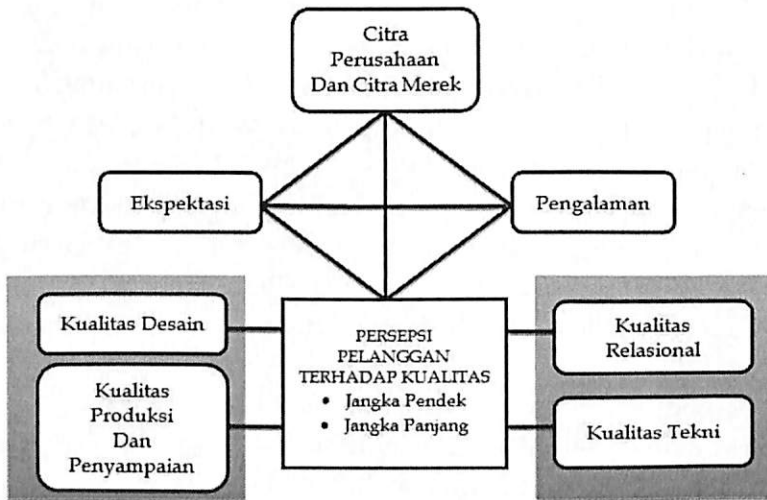 Citra
Perusahaan
Dan Citra Merek
Ekspektasi
Pengalaman
Kualitas Desain
Kualitas
Produksi
Dan
Penyampaian
PERSEPSI
PELANGGAN
TERHADAP KUALITAS
• Jangka Pendek
• Jangka Panjang
Kualitas
Relasional
Kualitas Tekni